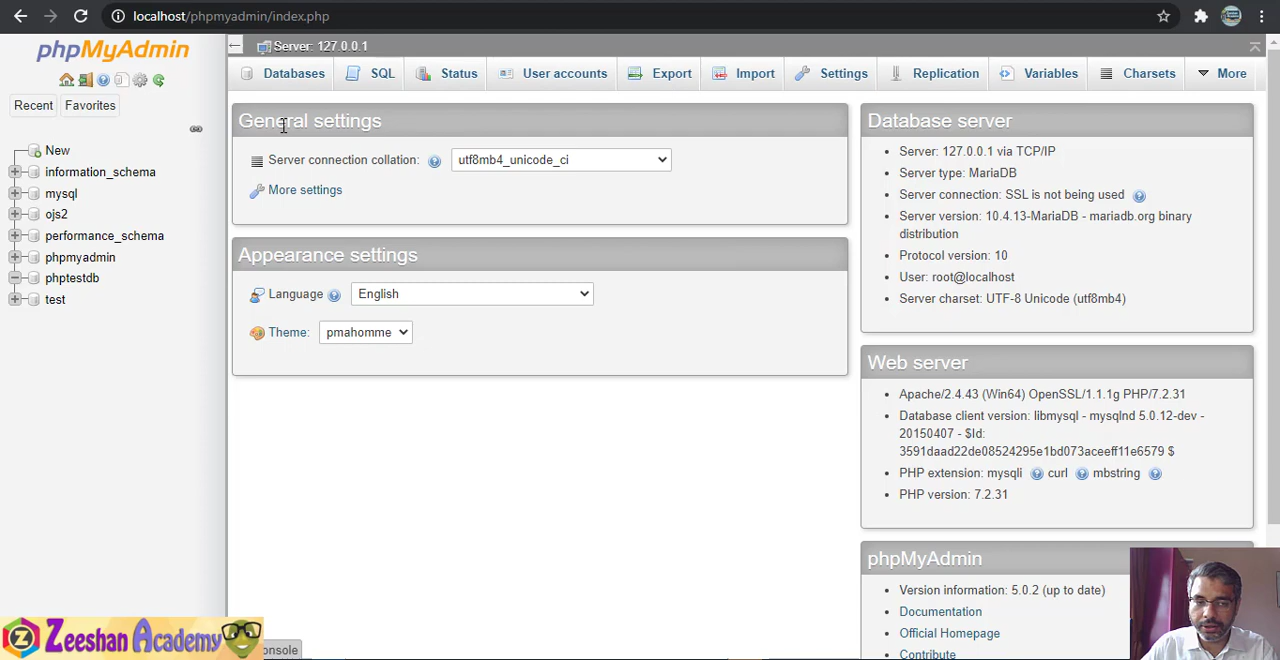 localhost/phpmyadmin/index.php
phpMyAdmin
Recent Favorites
New
information_schema
mysql
ojs2
performance_schema
phpmyadmin
phptestdb
test
Server: 127.0.0.1
Databases SQL Status User accounts Export Import Settings Replication Variables Charsets More
General settings
Server connection collation: utf8mb4_unicode_ci
More settings
Appearance settings
Language English
Theme: pmahomme
Database server
Server: 127.0.0.1 via TCP/IP
Server type: MariaDB
Server connection: SSL is not being used
Server version: 10.4.13-MariaDB - mariadb.org binary
distribution
Protocol version: 10
User: root@localhost
Server charset: UTF-8 Unicode (utf8mb4)
Web server
Apache/2.4.43 (Win64) OpenSSL/1.1.1g PHP/7.2.31
Database client version: libmysql - mysqlnd 5.0.12-dev -
20150407 - $Id:
3591daad22de08524295e1bd073aceeff11e6579 $
PHP extension: mysqli curl mbstring
PHP version: 7.2.31
phpMyAdmin
Version information: 5.0.2 (up to date)
Documentation
Official Homepage
Contribute
Zeeshan Academy
onsole